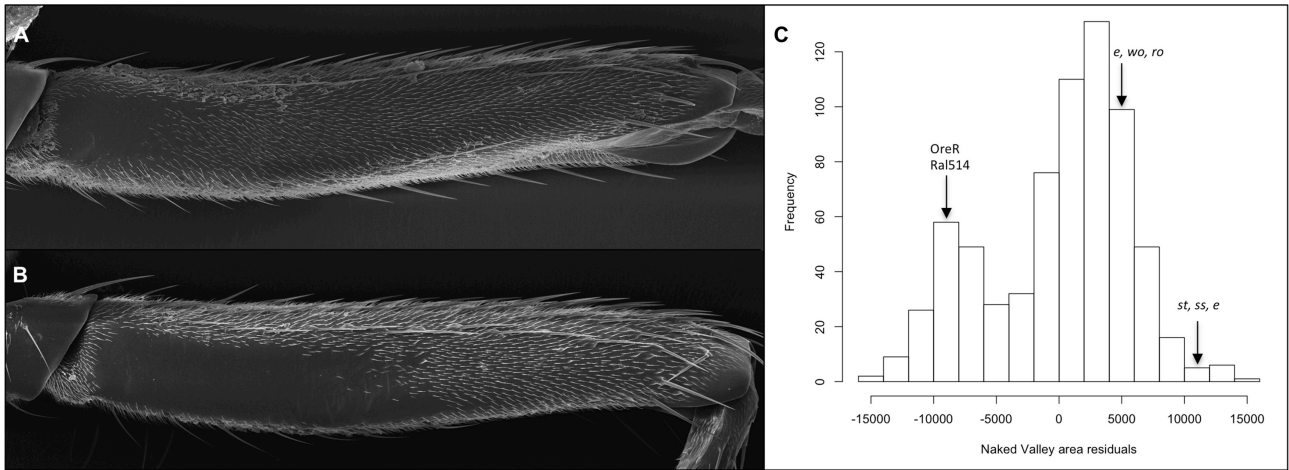 A
B
C
e, wo, ro
OreR
Ral514
st, ss, e
Frequency
120
100
80
60
40
20
0
-15000 -10000 -5000 0 5000 10000 15000
Naked Valley area residuals